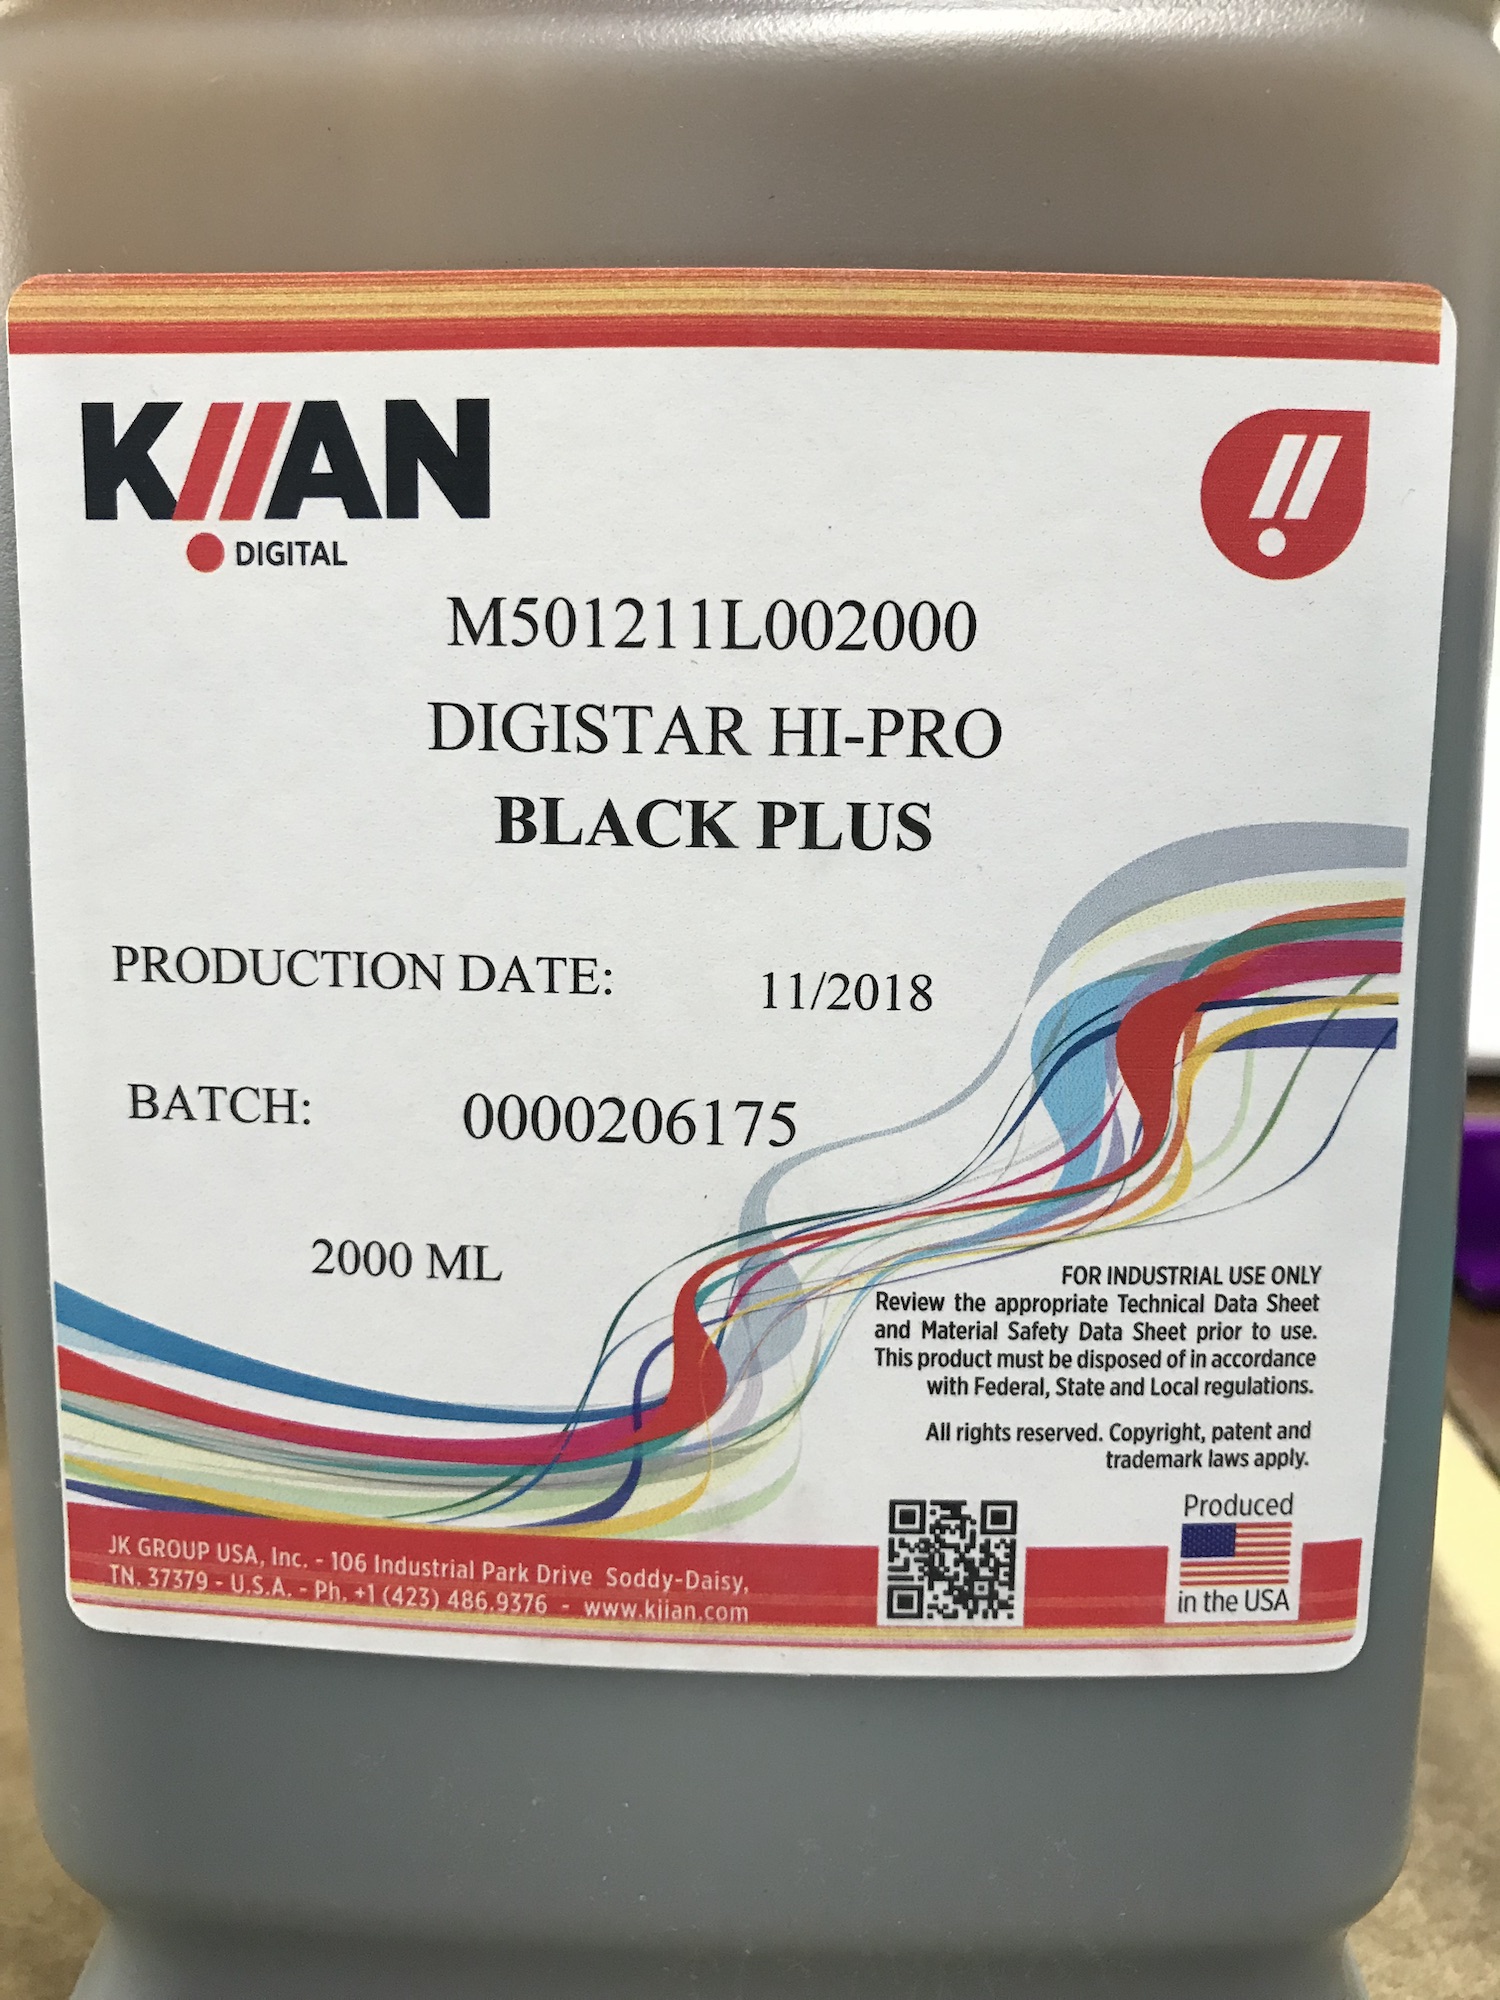 KIIAN
DIGITAL
M501211L002000
DIGISTAR HI-PRO
BLACK PLUS
PRODUCTION DATE: 11/2018
BATCH: 0000206175
2000 ML
FOR INDUSTRIAL USE ONLY
Review the appropriate Technical Data Sheet
and Material Safety Data Sheet prior to use.
This product must be disposed of in accordance
with Federal, State and Local regulations.
All rights reserved. Copyright, patent and
trademark laws apply.
Produced
in the USA
JK GROUP USA, Inc. - 106 Industrial Park Drive Soddy-Daisy,
TN. 37379 - U.S.A. - Ph. +1 (423) 486.9376 - www.kiian.com